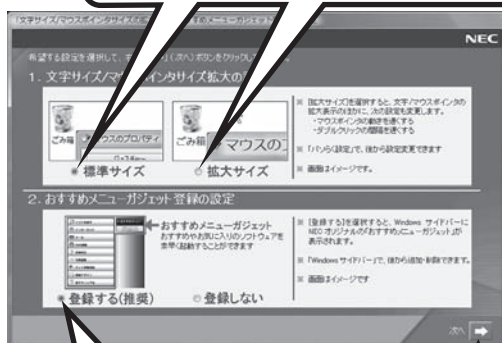 文字サイズ/マウスポインタサイズの拡
すすめメニューガジェット
NEC
希望する設定を選択して、右
(次へ)ボタンをクリックし
1. 文字サイズ/マウスポインタサイズ拡大の
ごみ箱
マウスのプロパティ
標準サイズ
ごみ箱
マウスのプ
拡大サイズ
※ [拡大サイズ]を選択すると、文字/マウスポインタの
拡大表示のほかに、次の設定も変更します。
・マウスポインタの動きを速くする
・ダブルクリックの間隔を遅くする
※ 「パソらく設定」で、後から設定変更できます
※ 画面はイメージです。
2. おすすめメニューガジェット登録の設定
おすすめメニューガジェット
おすすめやお気に入りのソフトウェアを
素早く起動することができます
登録する(推奨)
登録しない
※ [登録する]を選択すると、Windows サイドバーに
NEC オリジナルの「おすすめメニューガジェット」が
表示されます。
※ 「Windows サイドバー」で、後から追加・削除できます。
※ 画面はイメージです
次へ